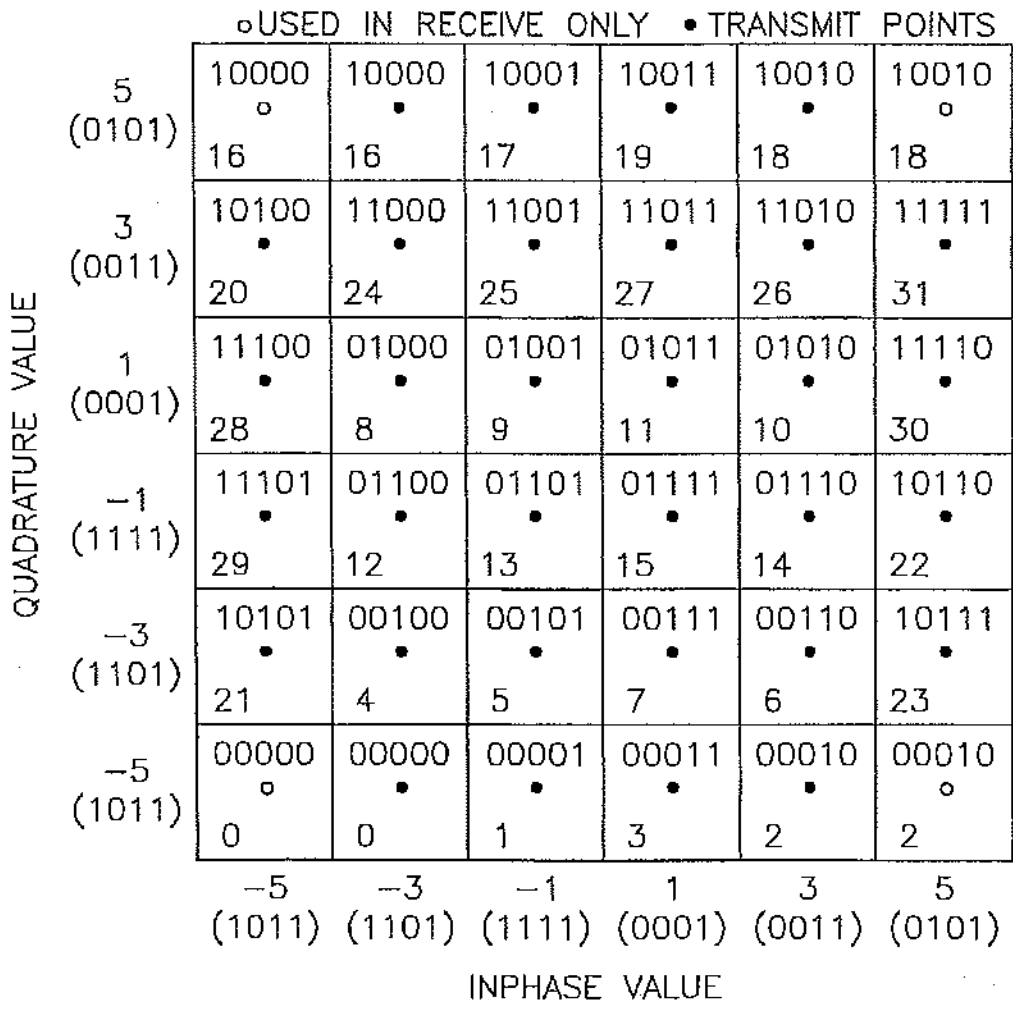 ○ USED IN RECEIVE ONLY ● TRANSMIT POINTS
5 10000 10000 10001 10011 10010 10010
(0101)
16 16 17 19 18 18
3 10100 11000 11001 11011 11010 11111
(0011)
20 24 25 27 26 31
1 11100 01000 01001 01011 01010 11110
(0001)
28 8 9 11 10 30
-1 11101 01100 01101 01111 01110 10110
(1111)
29 12 13 15 14 22
-3 10101 00100 00101 00111 00110 10111
(1101)
21 4 5 7 6 23
-5 00000 00000 00001 00011 00010 00010
(1011)
0 0 1 3 2 2
QUADRATURE VALUE
-5 -3 -1 1 3 5
(1011) (1101) (1111) (0001) (0011) (0101)
INPHASE VALUE